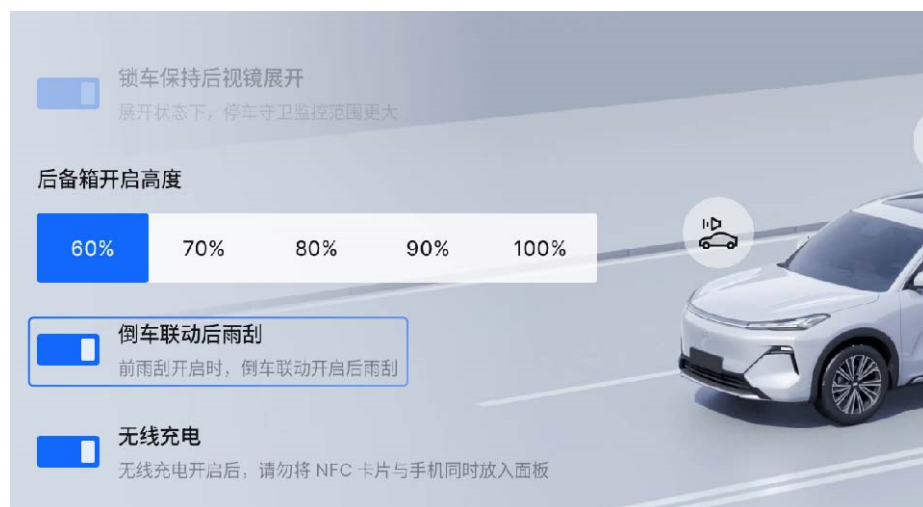 锁车保持后视镜展开
展开状态下，停车守卫监控范围更大
后备箱开启高度
60% 70% 80% 90% 100%
倒车联动后雨刮
前雨刮开启时，倒车联动开启后雨刮
无线充电
无线充电开启后，请勿将 NFC 卡片与手机同时放入面板